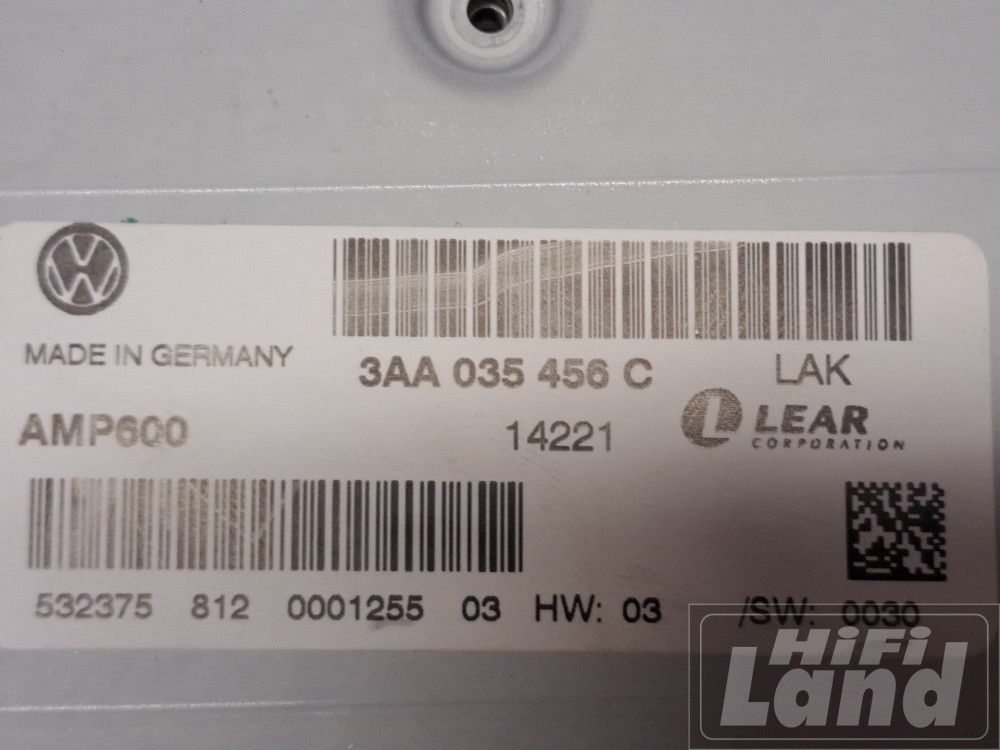 MADE IN GERMANY
3AA 035 456 C LAK
AMP600 14221 LEAR
CORPORATION
532375 812 0001255 03 HW: 03 /SW: 0030
HiFi
Land